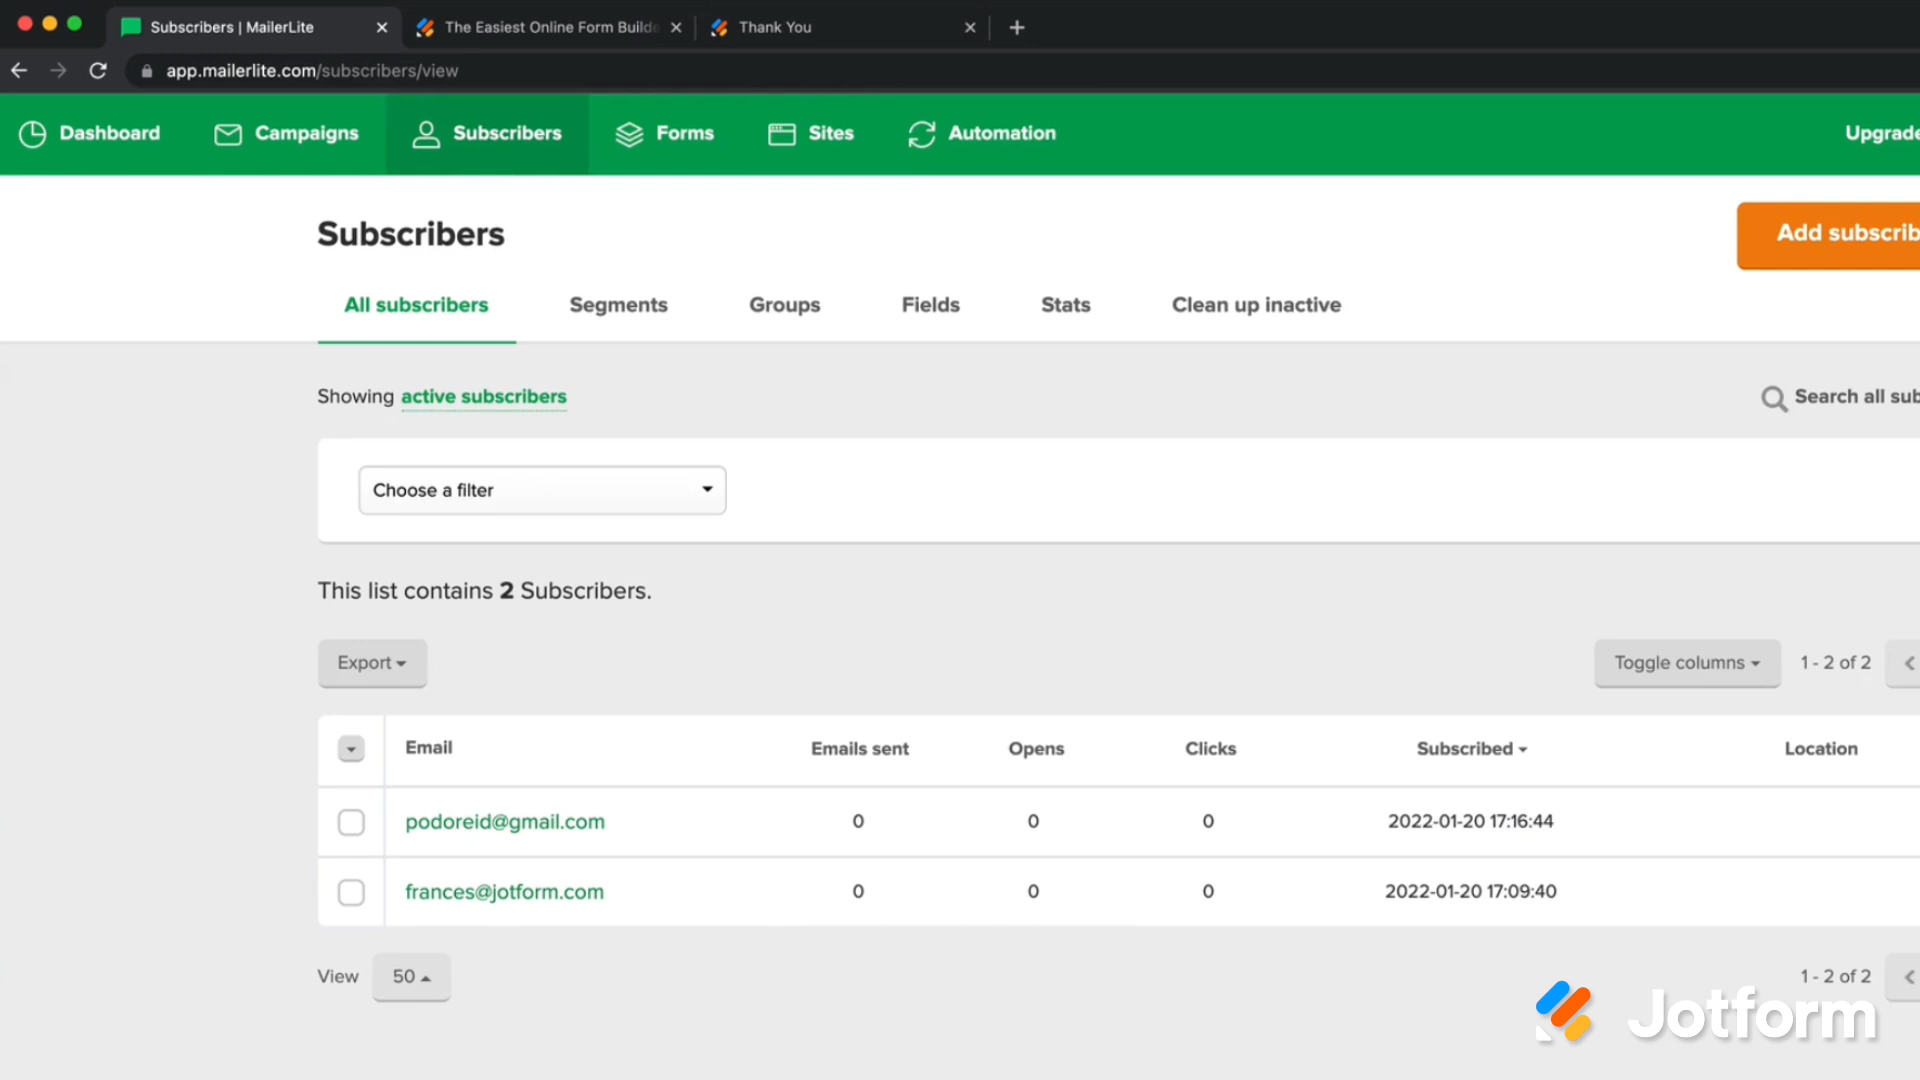 Subscribers | MailerLite
The Easiest Online Form Builde
Thank You
app.mailerlite.com/subscribers/view
Dashboard
Campaigns
Subscribers
Forms
Sites
Automation
Upgrade
Subscribers
Add subscrib
All subscribers
Segments
Groups
Fields
Stats
Clean up inactive
Showing active subscribers
Search all sub
Choose a filter
This list contains 2 Subscribers.
Export
Toggle columns
1 - 2 of 2
Email
Emails sent
Opens
Clicks
Subscribed
Location
podoreid@gmail.com
0
0
0
2022-01-20 17:16:44
frances@jotform.com
0
0
0
2022-01-20 17:09:40
View
50
1 - 2 of 2
Jotform